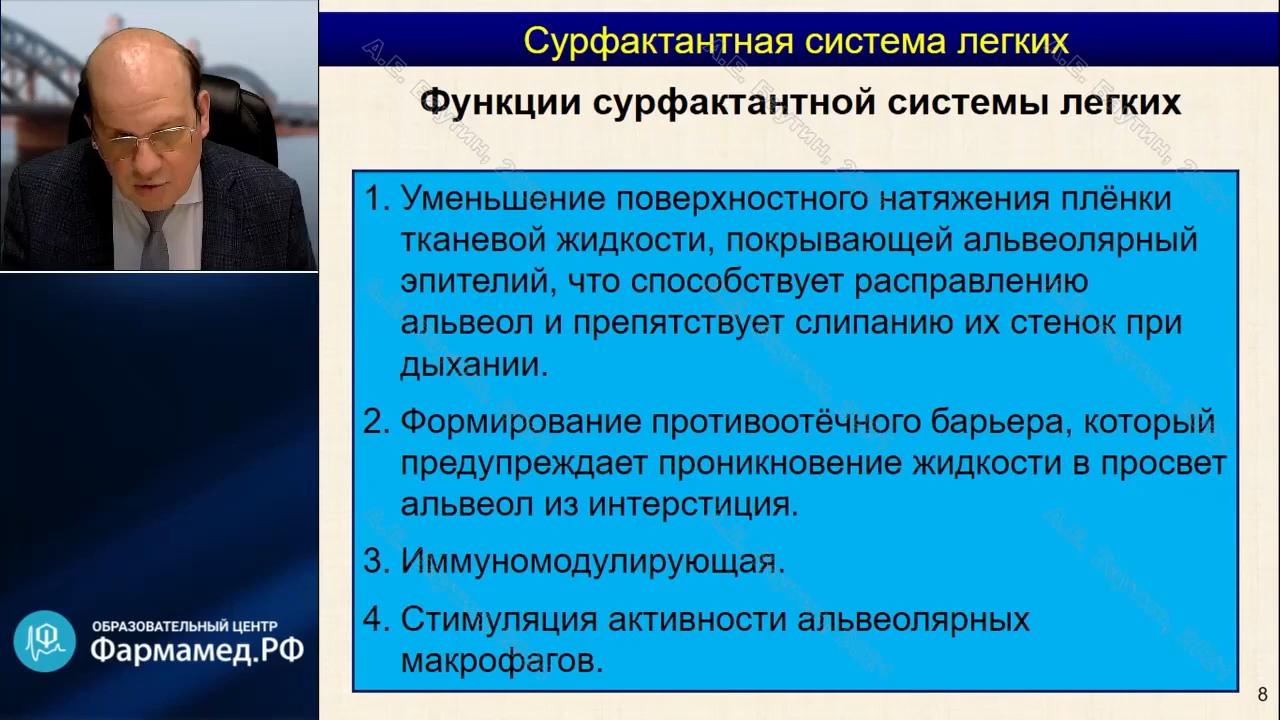 Сурфактантная система легких
Функции сурфактантной системы легких
1. Уменьшение поверхностного натяжения плёнки
тканевой жидкости, покрывающей альвеолярный
эпителий, что способствует расправлению
альвеол и препятствует слипанию их стенок при
дыхании.
2. Формирование противоотёчного барьера, который
предупреждает проникновение жидкости в просвет
альвеол из интерстиция.
3. Иммуномодулирующая.
4. Стимуляция активности альвеолярных
макрофагов.
ОБРАЗОВАТЕЛЬНЫЙ ЦЕНТР
Фармамед.РФ
8